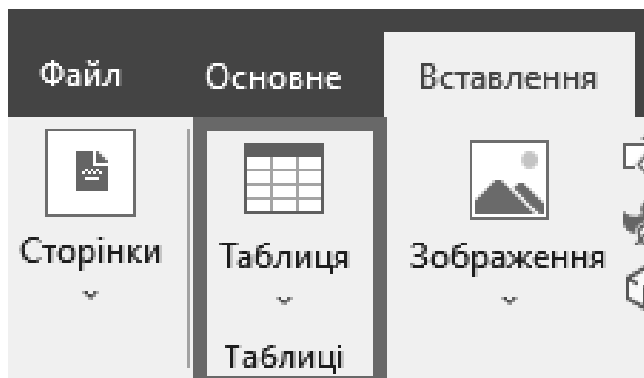 Файл Основне Вставлення
Сторінки Таблиця Зображення
Таблиці